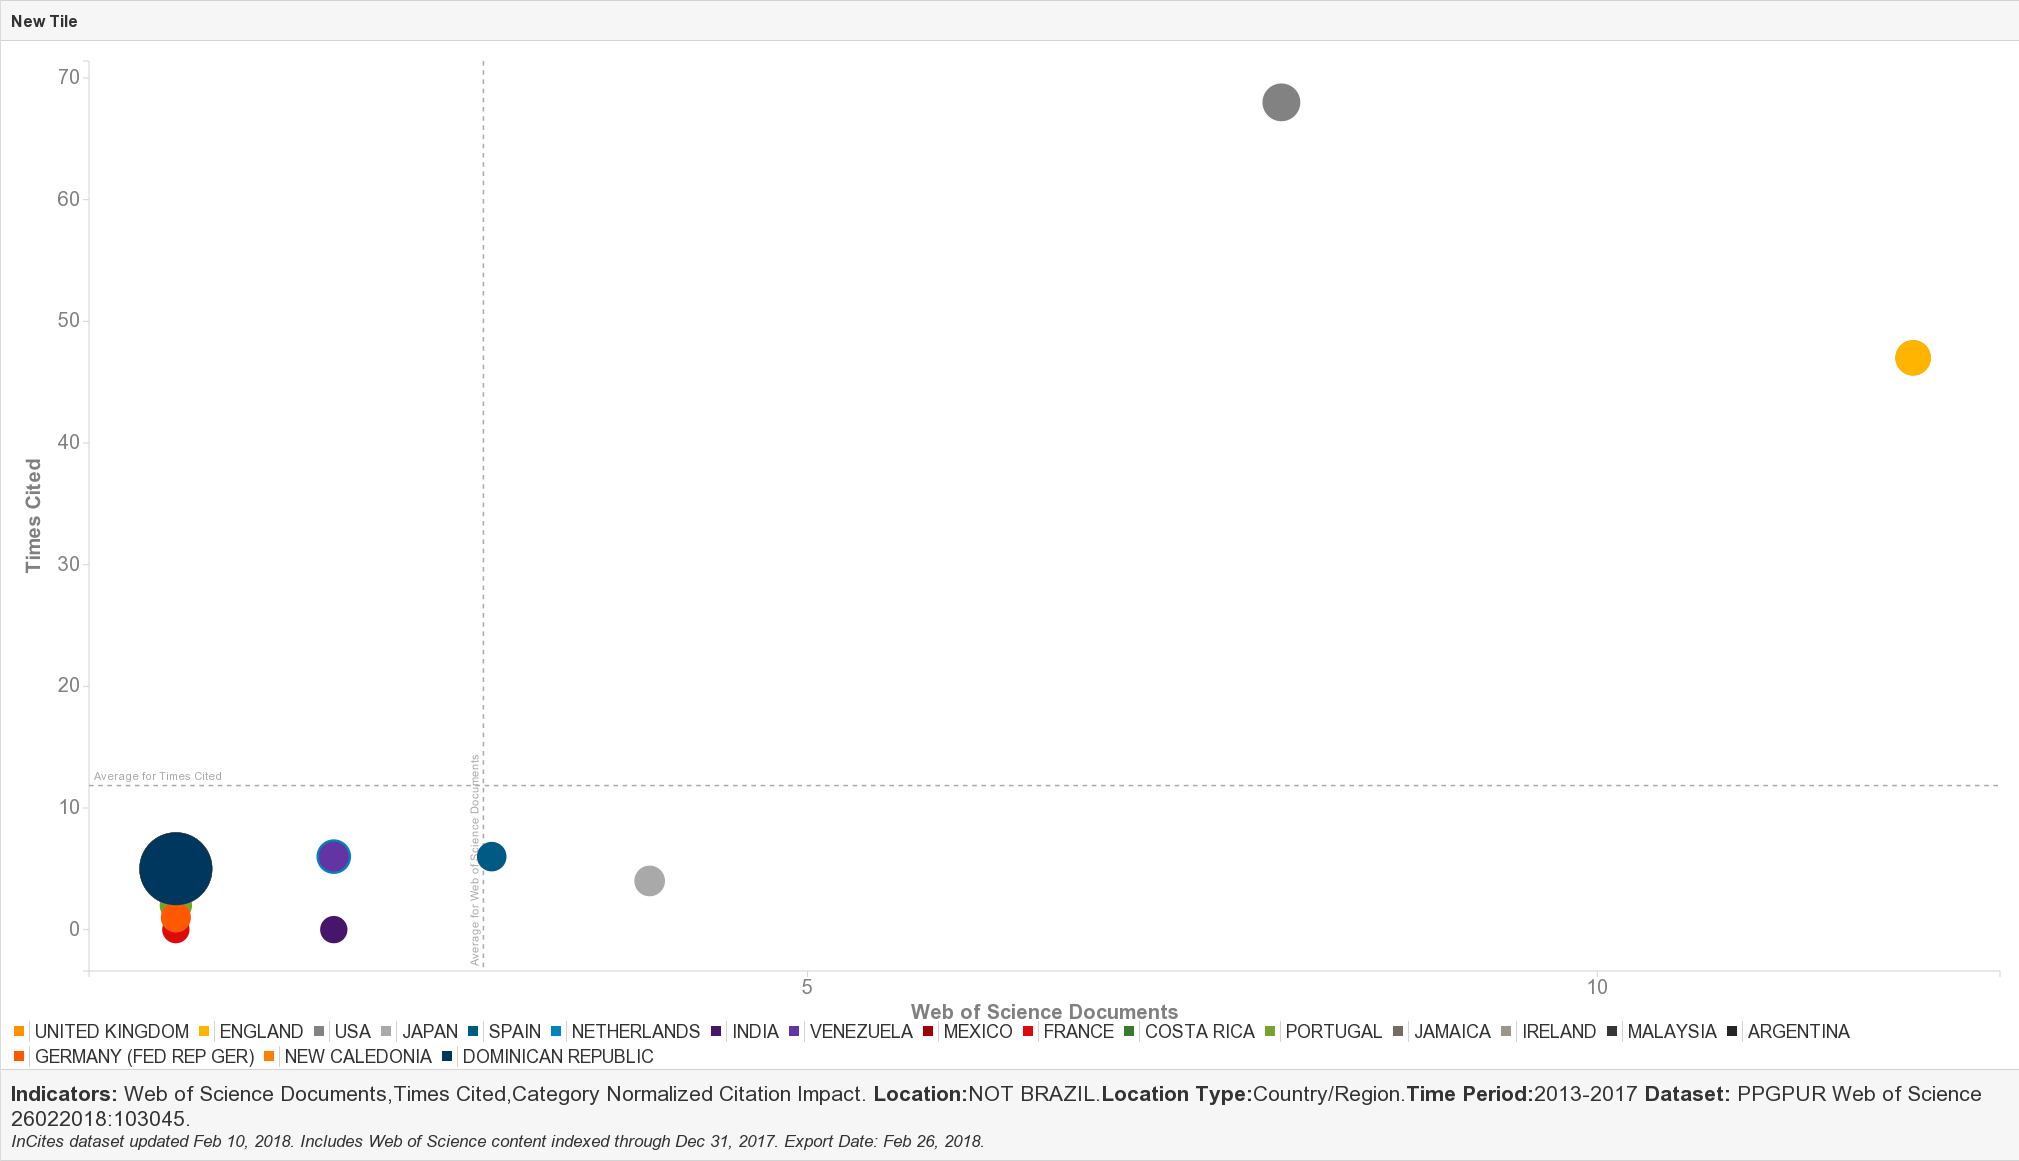 New Tile
70
60
50
40
30
20
10
0
Times Cited
Average for Times Cited
Average for Web of Science Documents
5
10
Web of Science Documents
UNITED KINGDOM ENGLAND USA JAPAN SPAIN NETHERLANDS INDIA VENEZUELA MEXICO FRANCE COSTA RICA PORTUGAL JAMAICA IRELAND MALAYSIA ARGENTINA
GERMANY (FED REP GER) NEW CALEDONIA DOMINICAN REPUBLIC
Indicators: Web of Science Documents,Times Cited,Category Normalized Citation Impact. Location:NOT BRAZIL.Location Type:Country/Region.Time Period:2013-2017 Dataset: PPGPUR Web of Science
26022018:103045.
InCites dataset updated Feb 10, 2018. Includes Web of Science content indexed through Dec 31, 2017. Export Date: Feb 26, 2018.